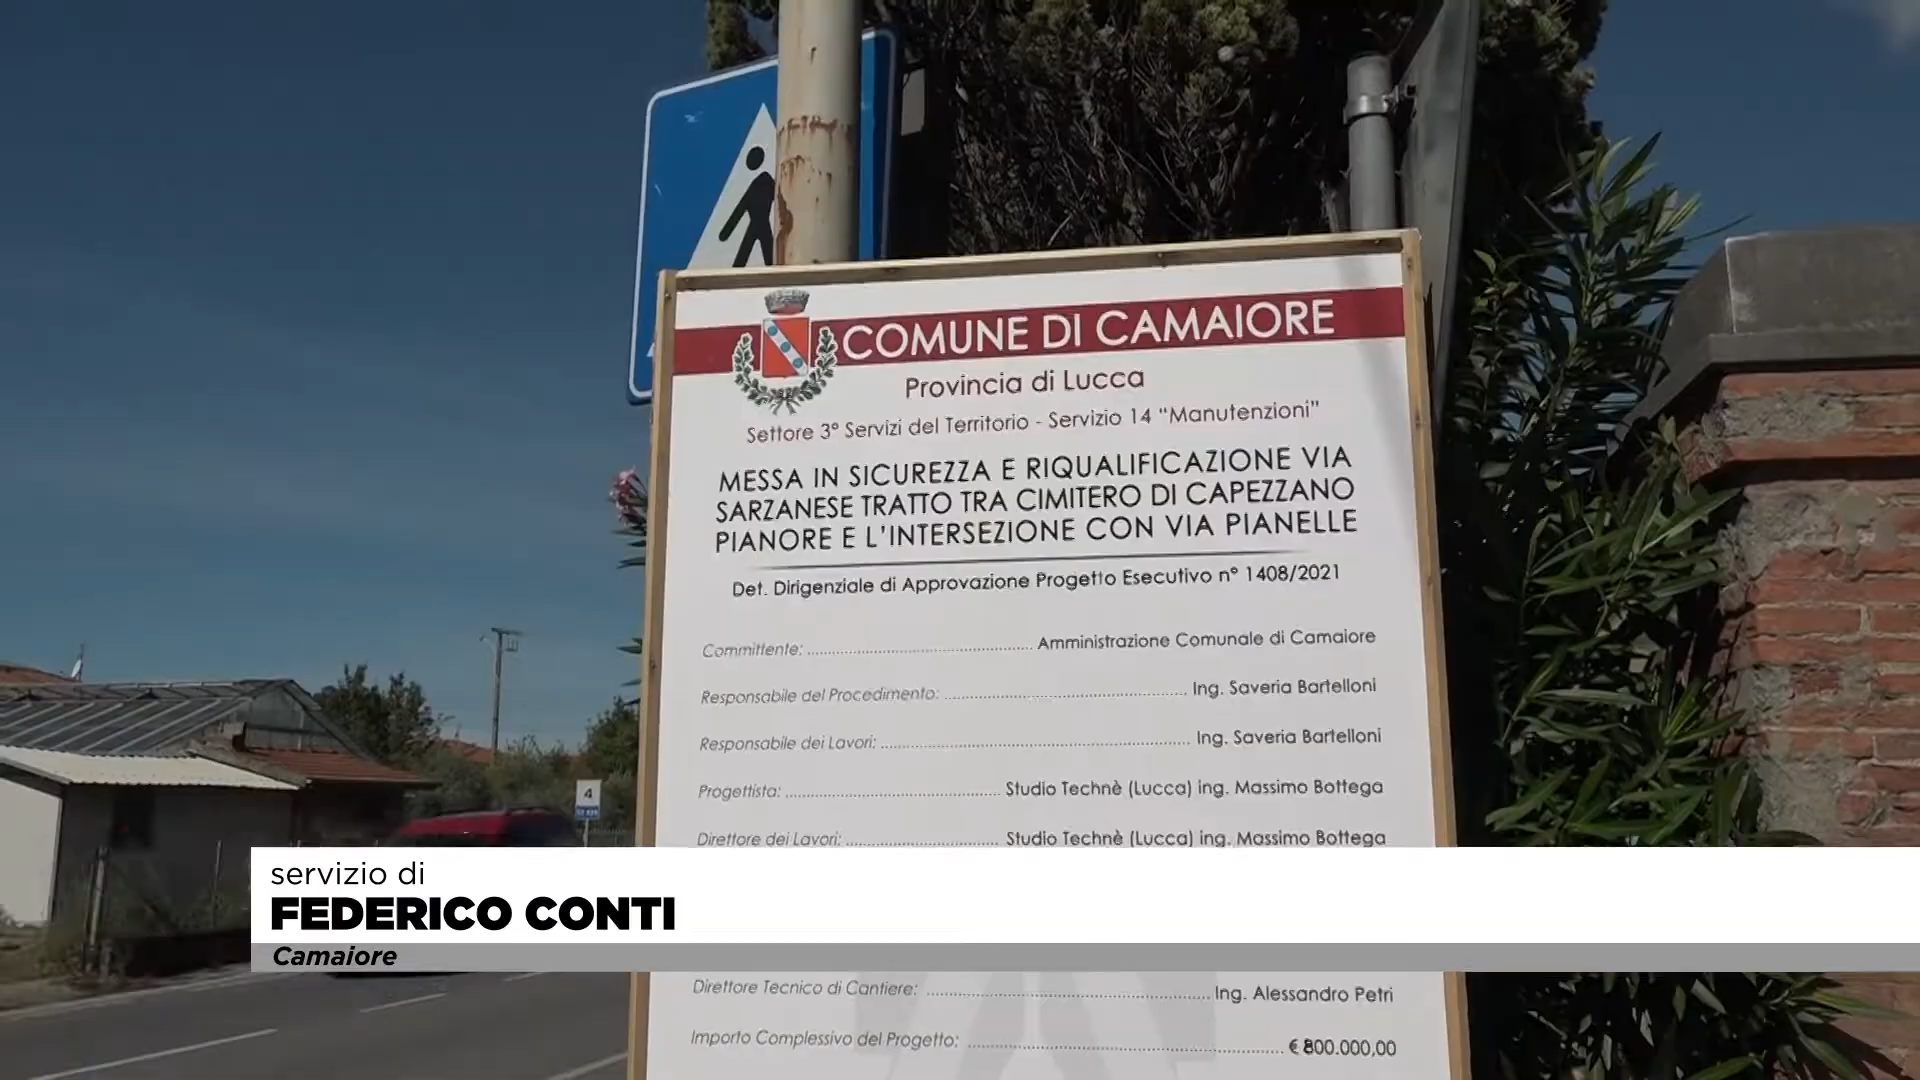 COMUNE DI CAMAIORE
Provincia di Lucca
Settore 3° Servizi del Territorio - Servizio 14 “Manutenzioni”
MESSA IN SICUREZZA E RIQUALIFICAZIONE VIA
SARZANESE TRATTO TRA CIMITERO DI CAPEZZANO
PIANORE E L'INTERSEZIONE CON VIA PIANELLE
Det. Dirigenziale di Approvazione Progetto Esecutivo n° 1408/2021
Committente: Amministrazione Comunale di Camaiore
Responsabile del Procedimento: Ing. Saveria Bartelloni
Responsabile dei Lavori: Ing. Saveria Bartelloni
Progettista: Studio Technè (Lucca) ing. Massimo Bottega
4
Direttore dei Lavori: Studio Technè (Lucca) ing. Massimo Bottega
servizio di
FEDERICO CONTI
Camaiore
Direttore Tecnico di Cantiere: Ing. Alessandro Petri
Importo Complessivo del Progetto: € 800.000,00